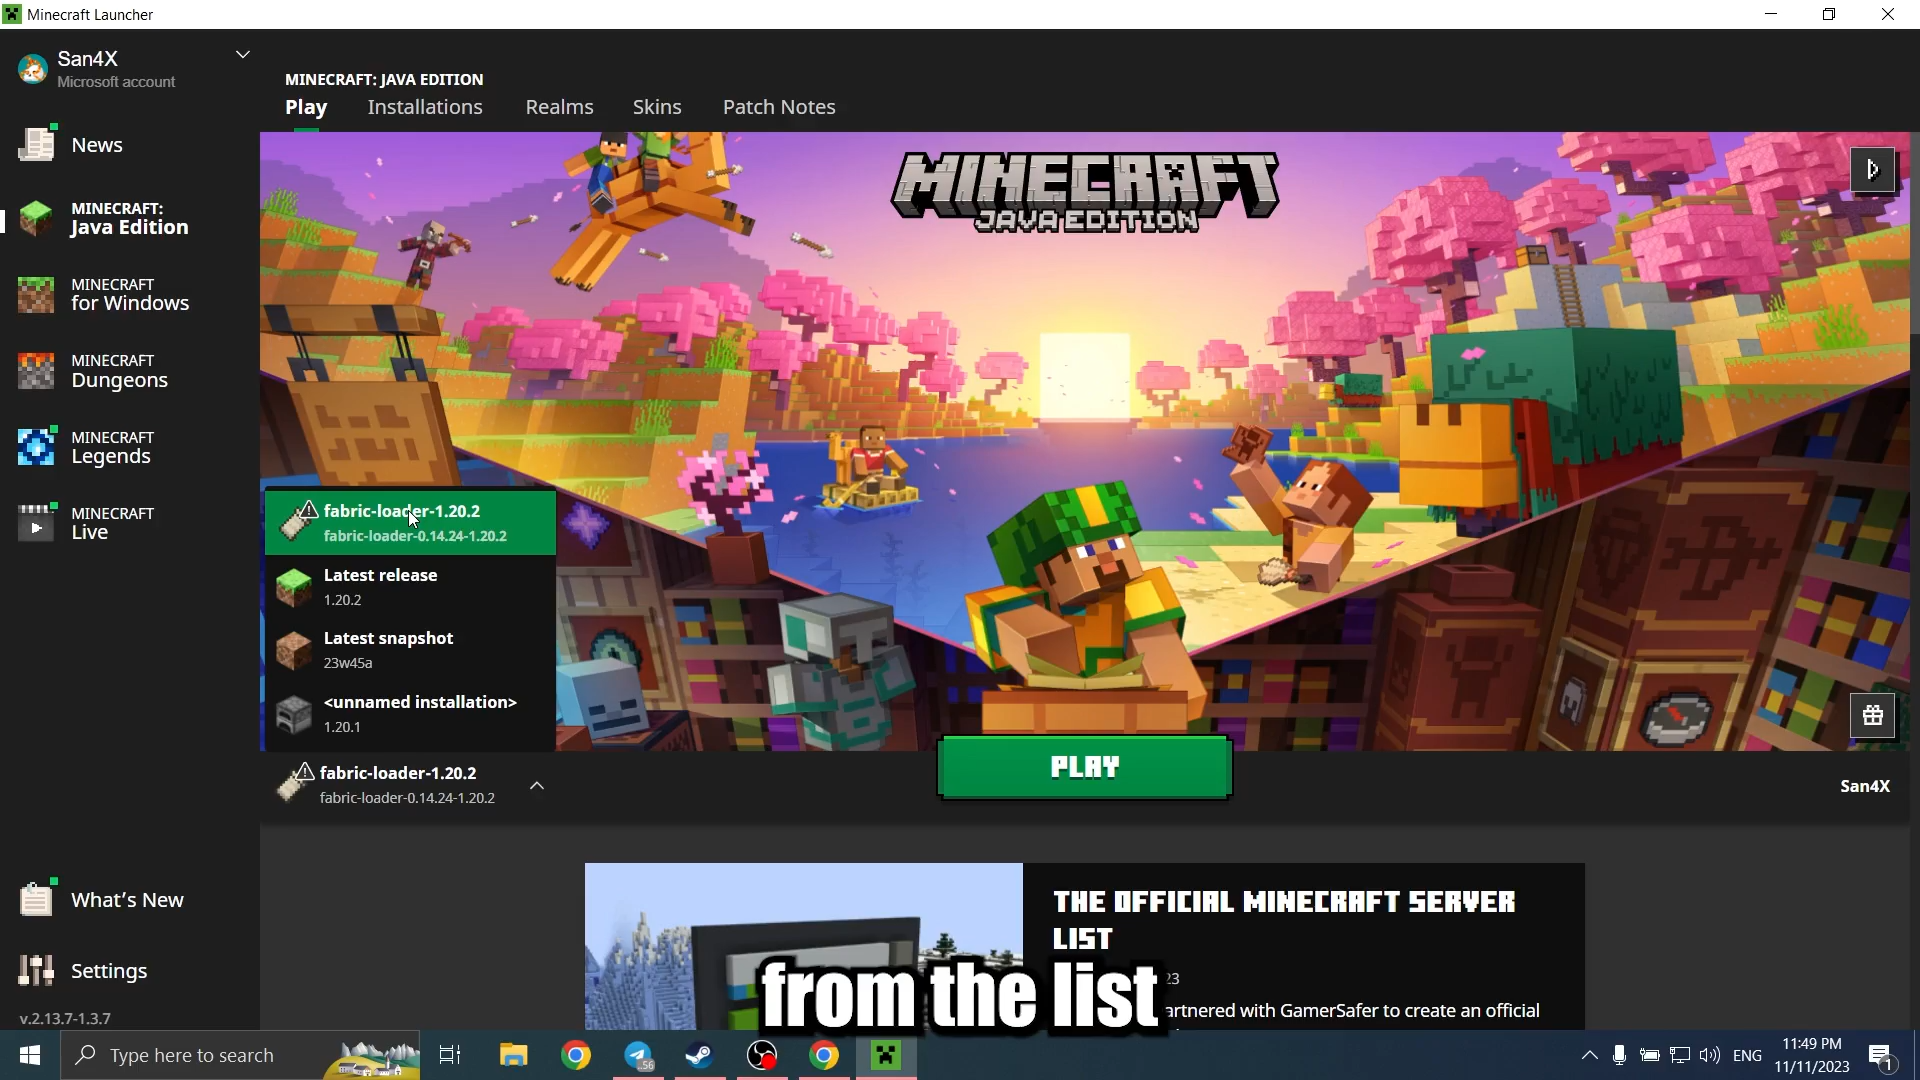 Minecraft Launcher
San4X
Microsoft account
News
MINECRAFT:
Java Edition
MINECRAFT
for Windows
MINECRAFT
Dungeons
MINECRAFT
Legends
MINECRAFT
Live
What's New
Settings
v.2.13.7-1.3.7
MINECRAFT: JAVA EDITION
Play Installations Realms Skins Patch Notes
MINECRAFT
JAVA EDITION
fabric-loader-1.20.2
fabric-loader-0.14.24-1.20.2
Latest release
1.20.2
Latest snapshot
23w45a
<unnamed installation>
1.20.1
fabric-loader-1.20.2
fabric-loader-0.14.24-1.20.2
PLAY
San4X
THE OFFICIAL MINECRAFT SERVER
LIST
23
artnered with GamerSafer to create an official
from the list
Type here to search
56
ENG
11:49 PM
11/11/2023
1